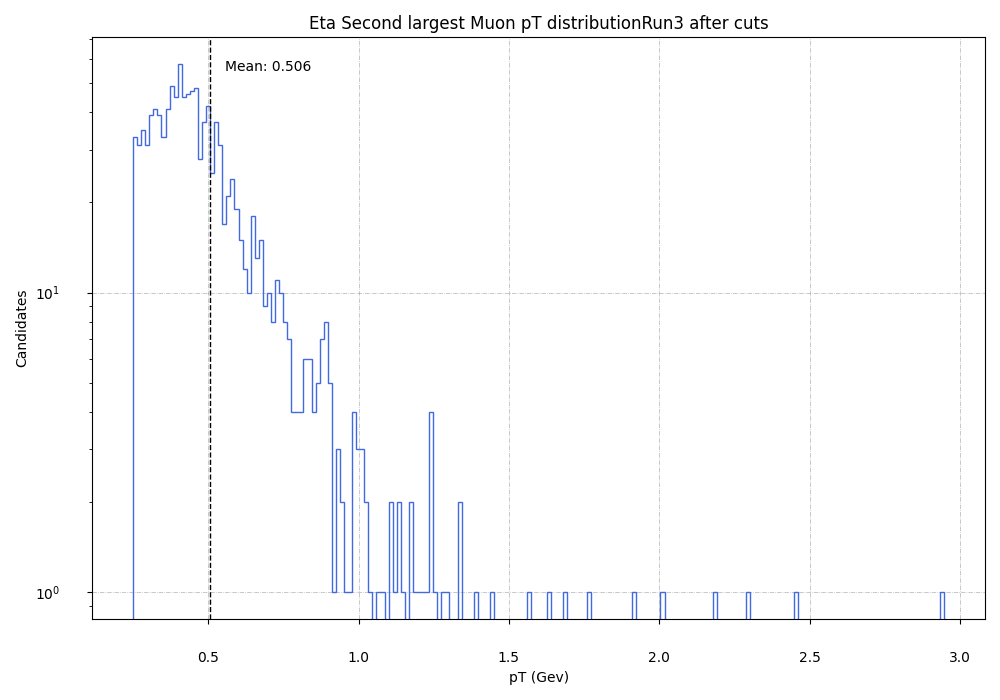 Eta Second largest Muon pT distributionRun3 after cuts
Mean: 0.506
Candidates
10¹
10⁰
0.5 1.0 1.5 2.0 2.5 3.0
pT (Gev)